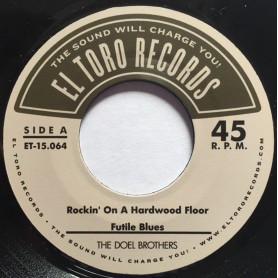 THE SOUND WILL CHARGE YOU!
EL TORO RECORDS
SIDE A
ET-15.064
45
R. P. M.
Rockin' On A Hardwood Floor
Futile Blues
THE DOEL BROTHERS
EL TORO RECORDS
WWW.ELTORORECORDS.COM
THE SOUND WILL CHARGE YOU!